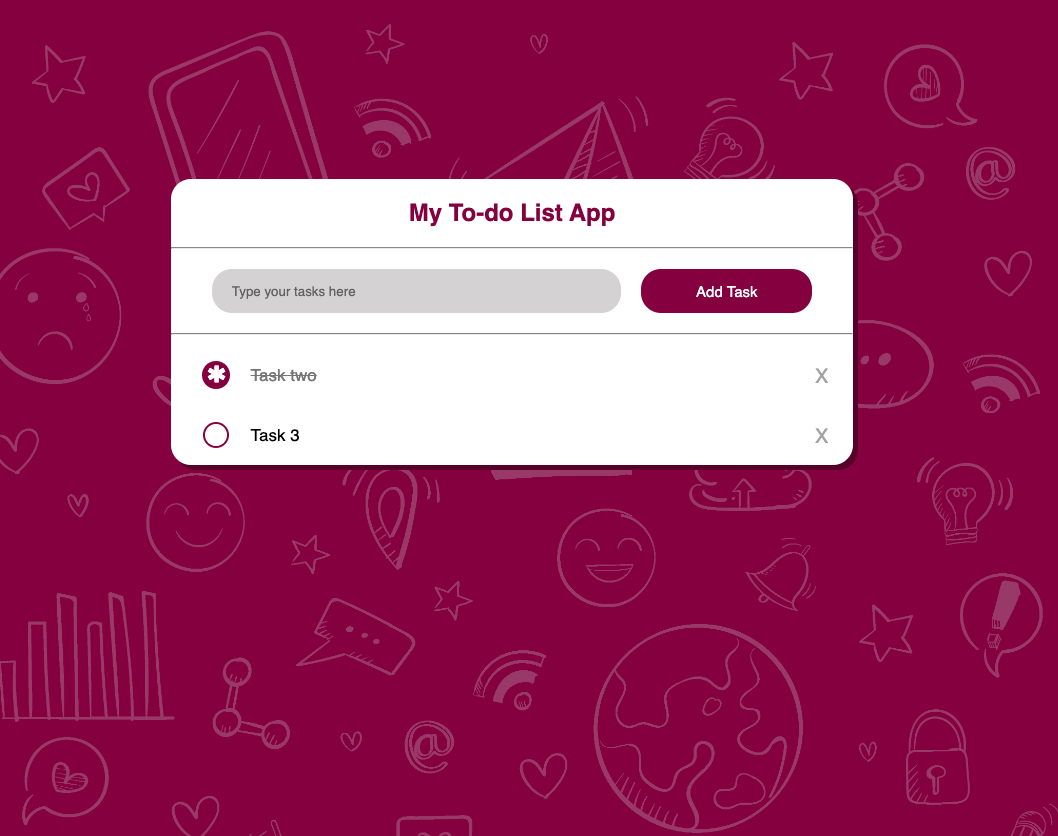 My To-do List App
Type your tasks here
Add Task
Task two
X
Task 3
X